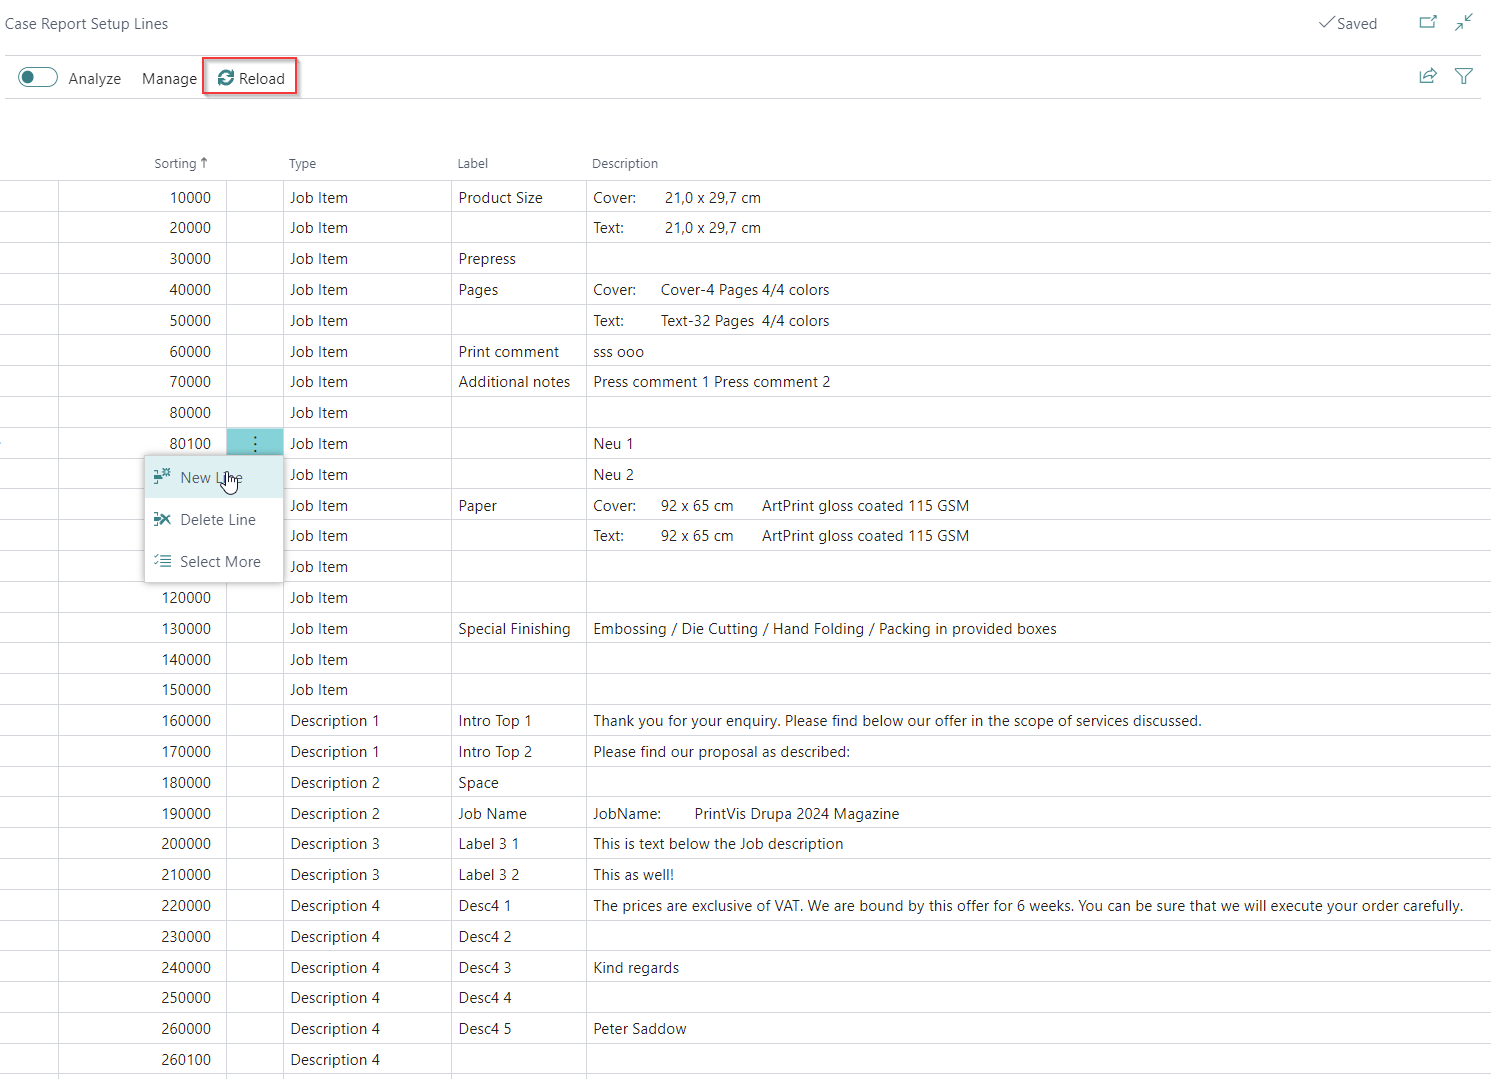 Case Report Setup Lines
Saved
Analyze Manage Reload
Sorting ↑ Type Label Description
10000 Job Item Product Size Cover: 21,0 x 29,7 cm
20000 Job Item Text: 21,0 x 29,7 cm
30000 Job Item Prepress
40000 Job Item Pages Cover: Cover-4 Pages 4/4 colors
50000 Job Item Text: Text-32 Pages 4/4 colors
60000 Job Item Print comment sss ooo
70000 Job Item Additional notes Press comment 1 Press comment 2
80000 Job Item
80100 Job Item Neu 1
New Line
Delete Line
Select More
Job Item Neu 2
Job Item Paper Cover: 92 x 65 cm ArtPrint gloss coated 115 GSM
Job Item Text: 92 x 65 cm ArtPrint gloss coated 115 GSM
Job Item
120000 Job Item
130000 Job Item Special Finishing Embossing / Die Cutting / Hand Folding / Packing in provided boxes
140000 Job Item
150000 Job Item
160000 Description 1 Intro Top 1 Thank you for your enquiry. Please find below our offer in the scope of services discussed.
170000 Description 1 Intro Top 2 Please find our proposal as described:
180000 Description 2 Space
190000 Description 2 Job Name JobName: PrintVis Drupa 2024 Magazine
200000 Description 3 Label 3 1 This is text below the Job description
210000 Description 3 Label 3 2 This as well!
220000 Description 4 Desc4 1 The prices are exclusive of VAT. We are bound by this offer for 6 weeks. You can be sure that we will execute your order carefully.
230000 Description 4 Desc4 2
240000 Description 4 Desc4 3 Kind regards
250000 Description 4 Desc4 4
260000 Description 4 Desc4 5 Peter Saddow
260100 Description 4